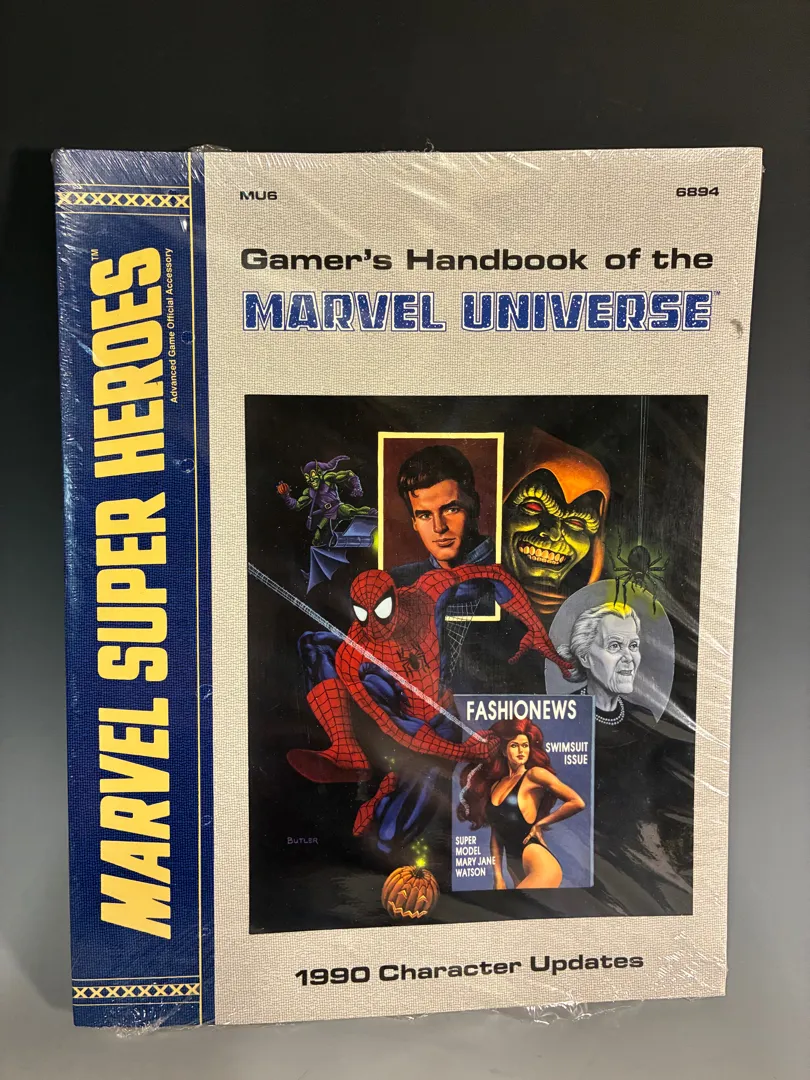 MU6
6894
Gamer's Handbook of the
MARVEL UNIVERSE™
MARVEL SUPER HEROES™
Advanced Game Official Accessory
FASHIONEWS
SWIMSUIT
ISSUE
SUPER
MODEL
MARY JANE
WATSON
BUTLER
1990 Character Updates